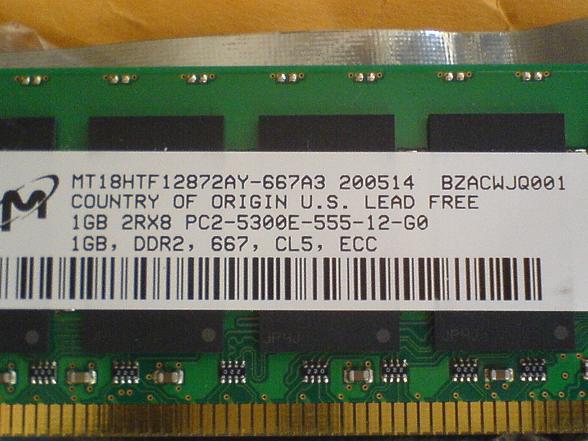 MT18HTF12872AY-667A3 200514 BZACWJQ001
COUNTRY OF ORIGIN U.S. LEAD FREE
1GB 2RX8 PC2-5300E-555-12-G0
1GB, DDR2, 667, CL5, ECC